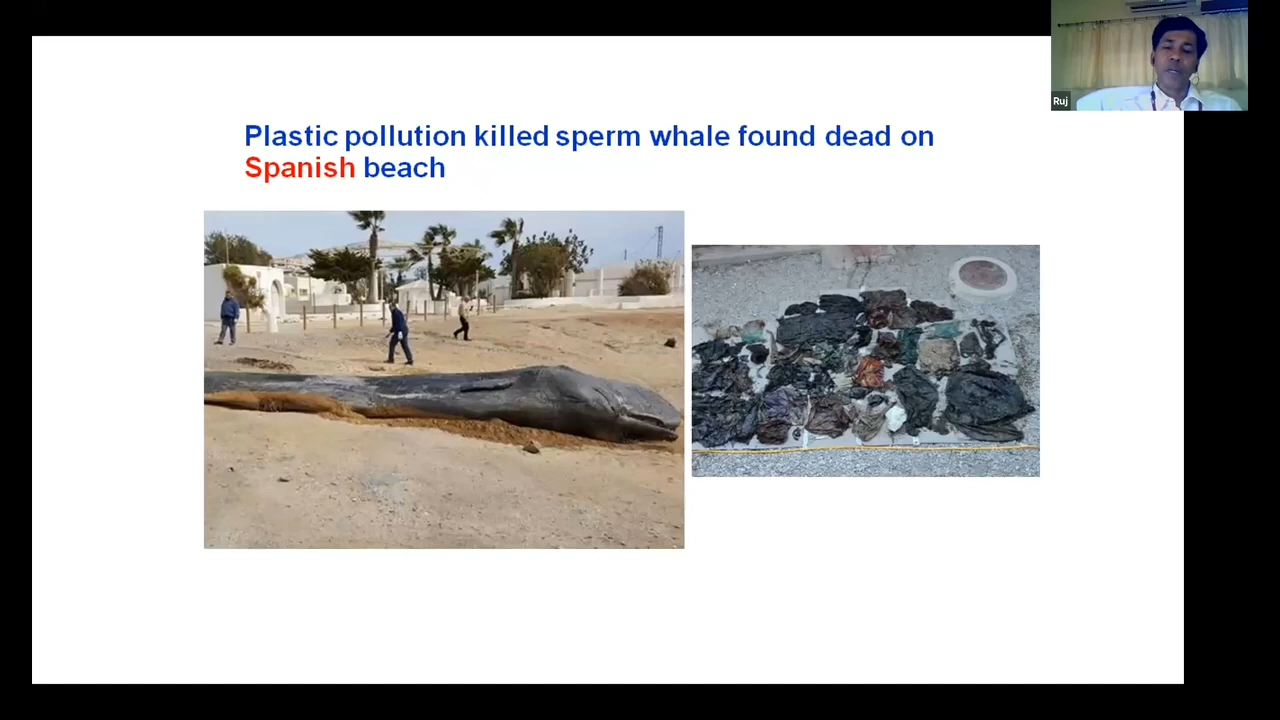 Ruj
Plastic pollution killed sperm whale found dead on
Spanish beach